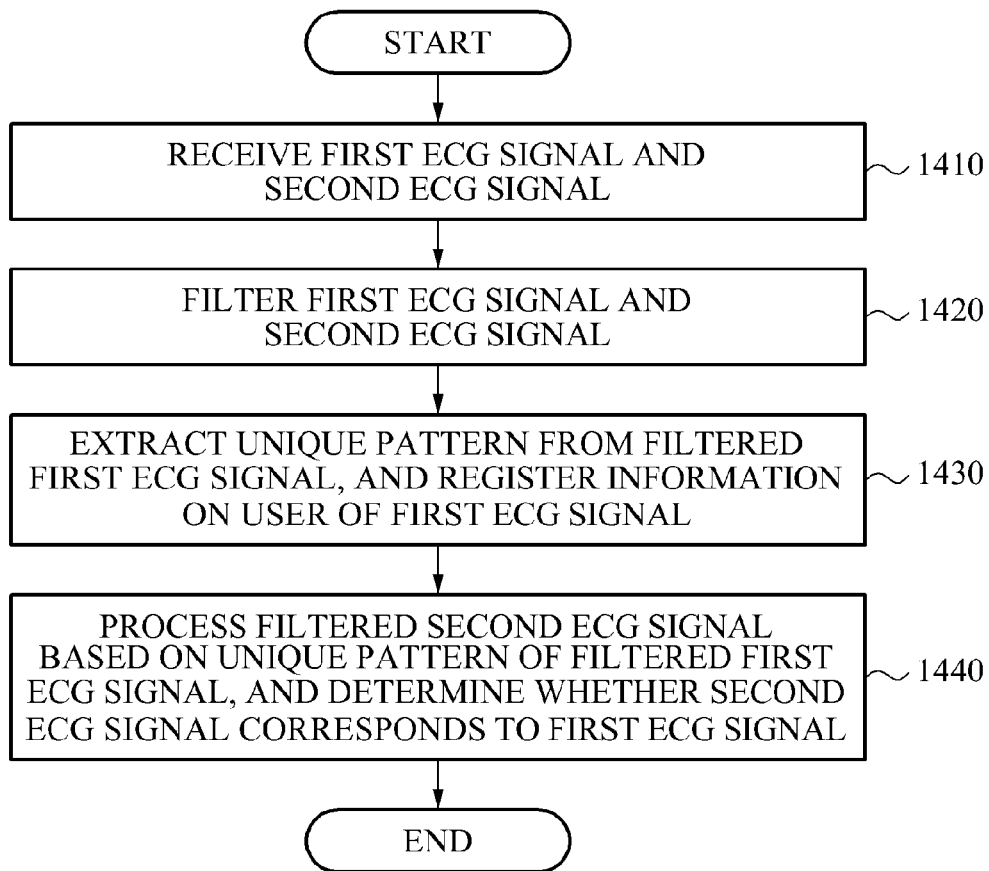 START
RECEIVE FIRST ECG SIGNAL AND
SECOND ECG SIGNAL
1410
FILTER FIRST ECG SIGNAL AND
SECOND ECG SIGNAL
1420
EXTRACT UNIQUE PATTERN FROM FILTERED
FIRST ECG SIGNAL, AND REGISTER INFORMATION
ON USER OF FIRST ECG SIGNAL
1430
PROCESS FILTERED SECOND ECG SIGNAL
BASED ON UNIQUE PATTERN OF FILTERED FIRST
ECG SIGNAL, AND DETERMINE WHETHER SECOND
ECG SIGNAL CORRESPONDS TO FIRST ECG SIGNAL
1440
END